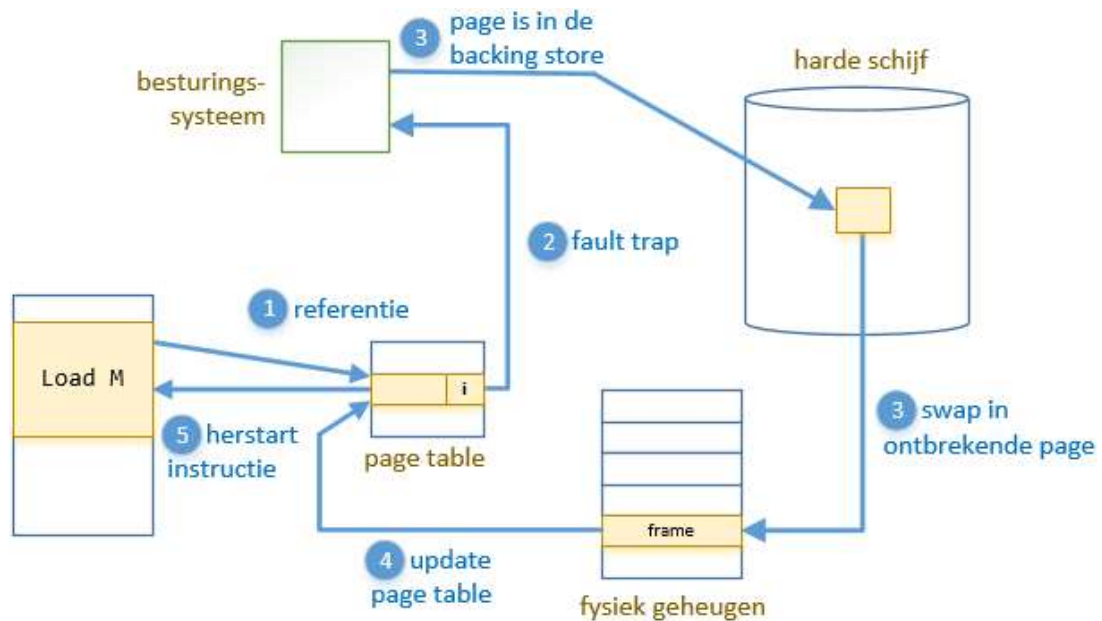 3 page is in de
backing store
harde schijf
besturings-
systeem
2 fault trap
1 referentie
Load M
i
3 swap in
ontbrekende page
5 herstart
instructie
page table
frame
4 update
page table
fysiek geheugen